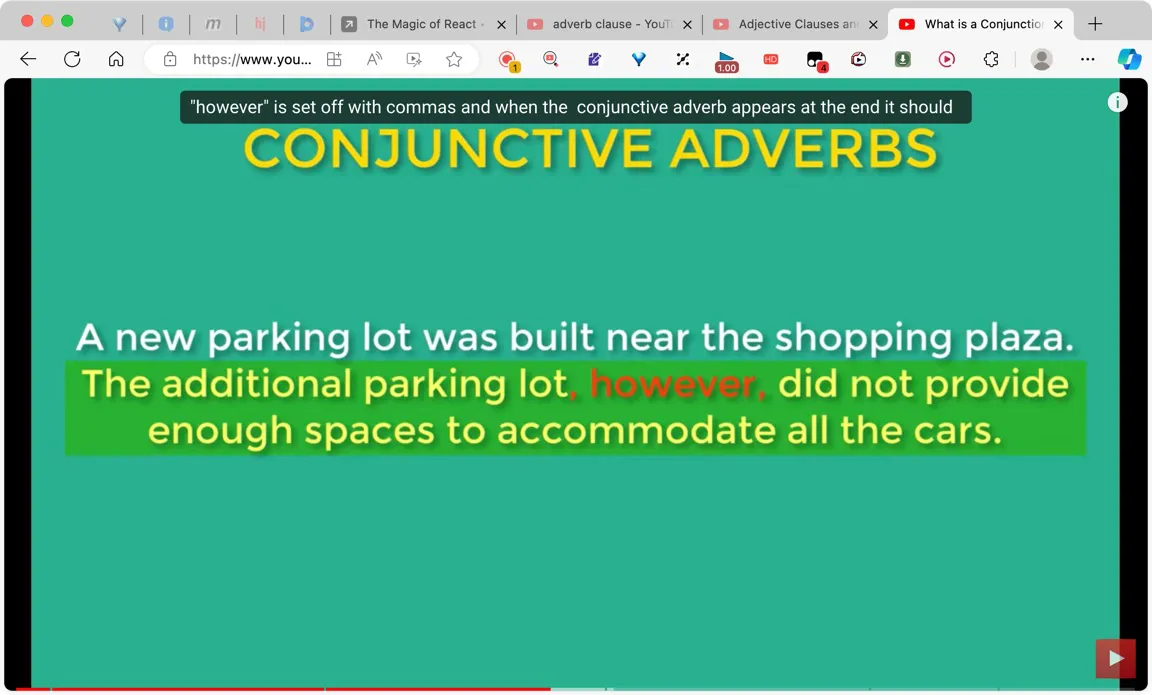 m
hj
The Magic of React -
adverb clause - YouT
Adjective Clauses an
What is a Conjunctio
https://www.you...
1
1.00
HD
4
"however" is set off with commas and when the conjunctive adverb appears at the end it should
CONJUNCTIVE ADVERBS
A new parking lot was built near the shopping plaza.
The additional parking lot, however, did not provide
enough spaces to accommodate all the cars.